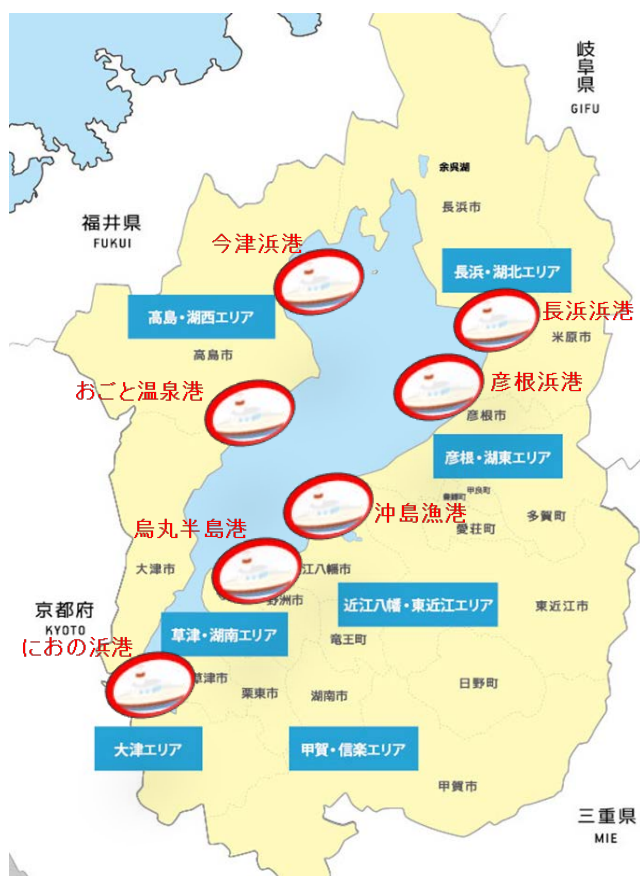 岐阜県
GIFU
余呉湖
長浜市
福井県
FUKUI
今津浜港
長浜・湖北エリア
高島・湖西エリア
長浜浜港
米原市
高島市
おごと温泉港
彦根浜港
彦根市
彦根・湖東エリア
甲良町
豊郷町
沖島漁港
多賀町
愛荘町
烏丸半島港
大津市
江八幡市
野洲市
近江八幡・東近江エリア
東近江市
京都府
KYOTO
草津・湖南エリア
竜王町
におの浜港
草津市
栗東市
湖南市
日野町
大津エリア
甲賀・信楽エリア
甲賀市
三重県
MIE